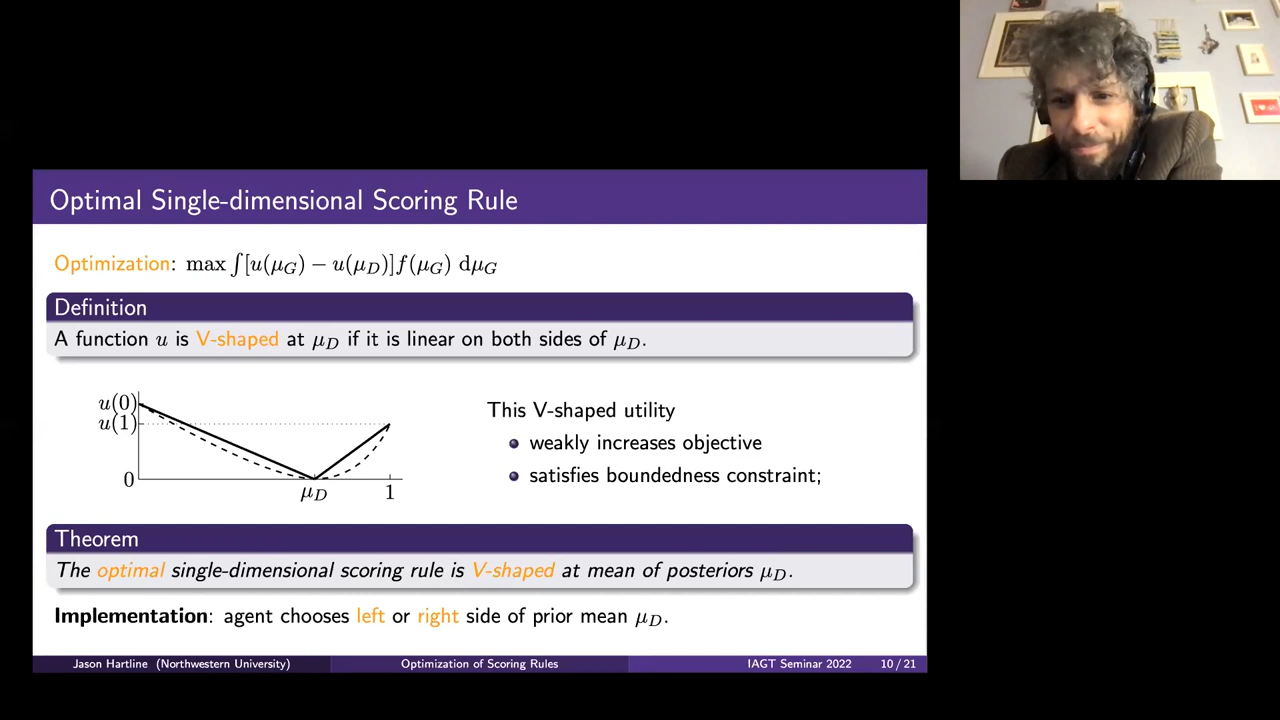 Optimal Single-dimensional Scoring Rule
Optimization: max ∫[u(μ_G) − u(μ_D)]f(μ_G) dμ_G
Definition
A function u is V-shaped at μ_D if it is linear on both sides of μ_D.
u(0)
u(1)
0
μ_D
1
This V-shaped utility
weakly increases objective
satisfies boundedness constraint;
Theorem
The optimal single-dimensional scoring rule is V-shaped at mean of posteriors μ_D.
Implementation: agent chooses left or right side of prior mean μ_D.
Jason Hartline (Northwestern University) Optimization of Scoring Rules IAGT Seminar 2022 10 / 21